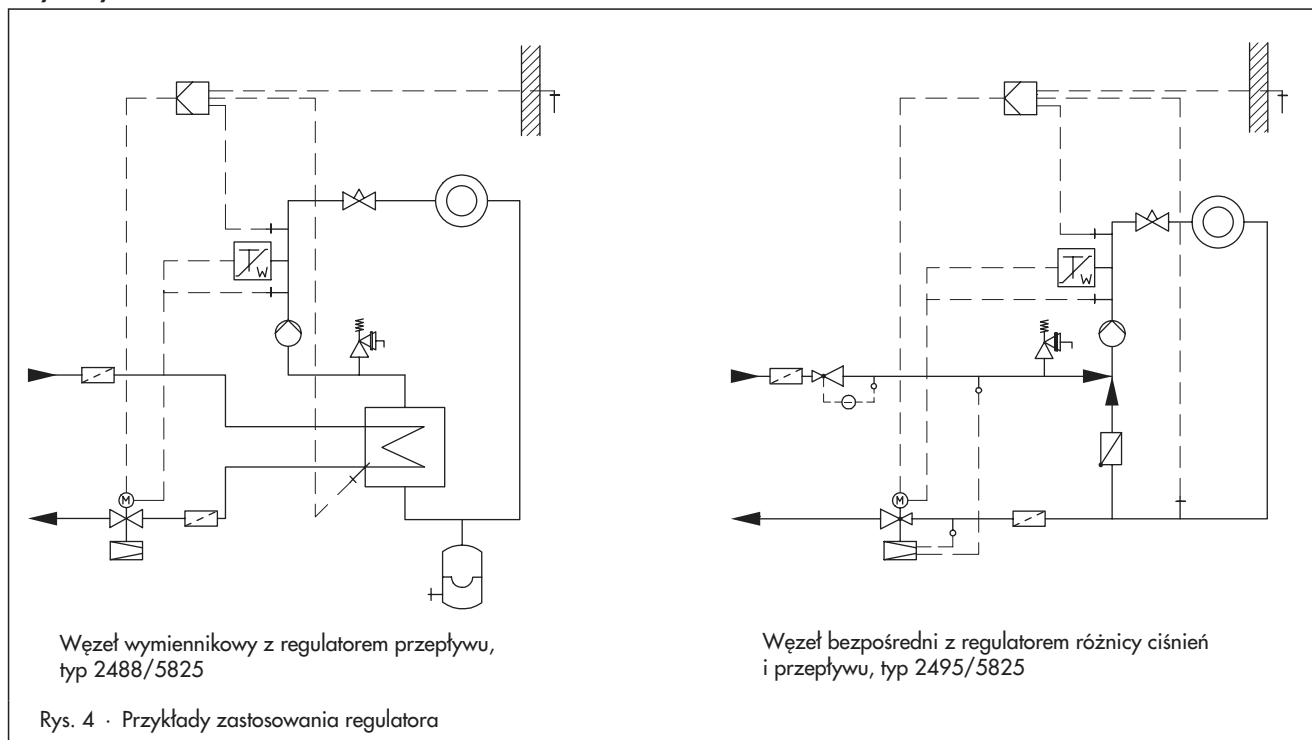 W
M
W
M
Węzeł wymiennikowy z regulatorem przepływu,
typ 2488/5825
Węzeł bezpośredni z regulatorem różnicy ciśnień
i przepływu, typ 2495/5825
Rys. 4 · Przykłady zastosowania regulatora